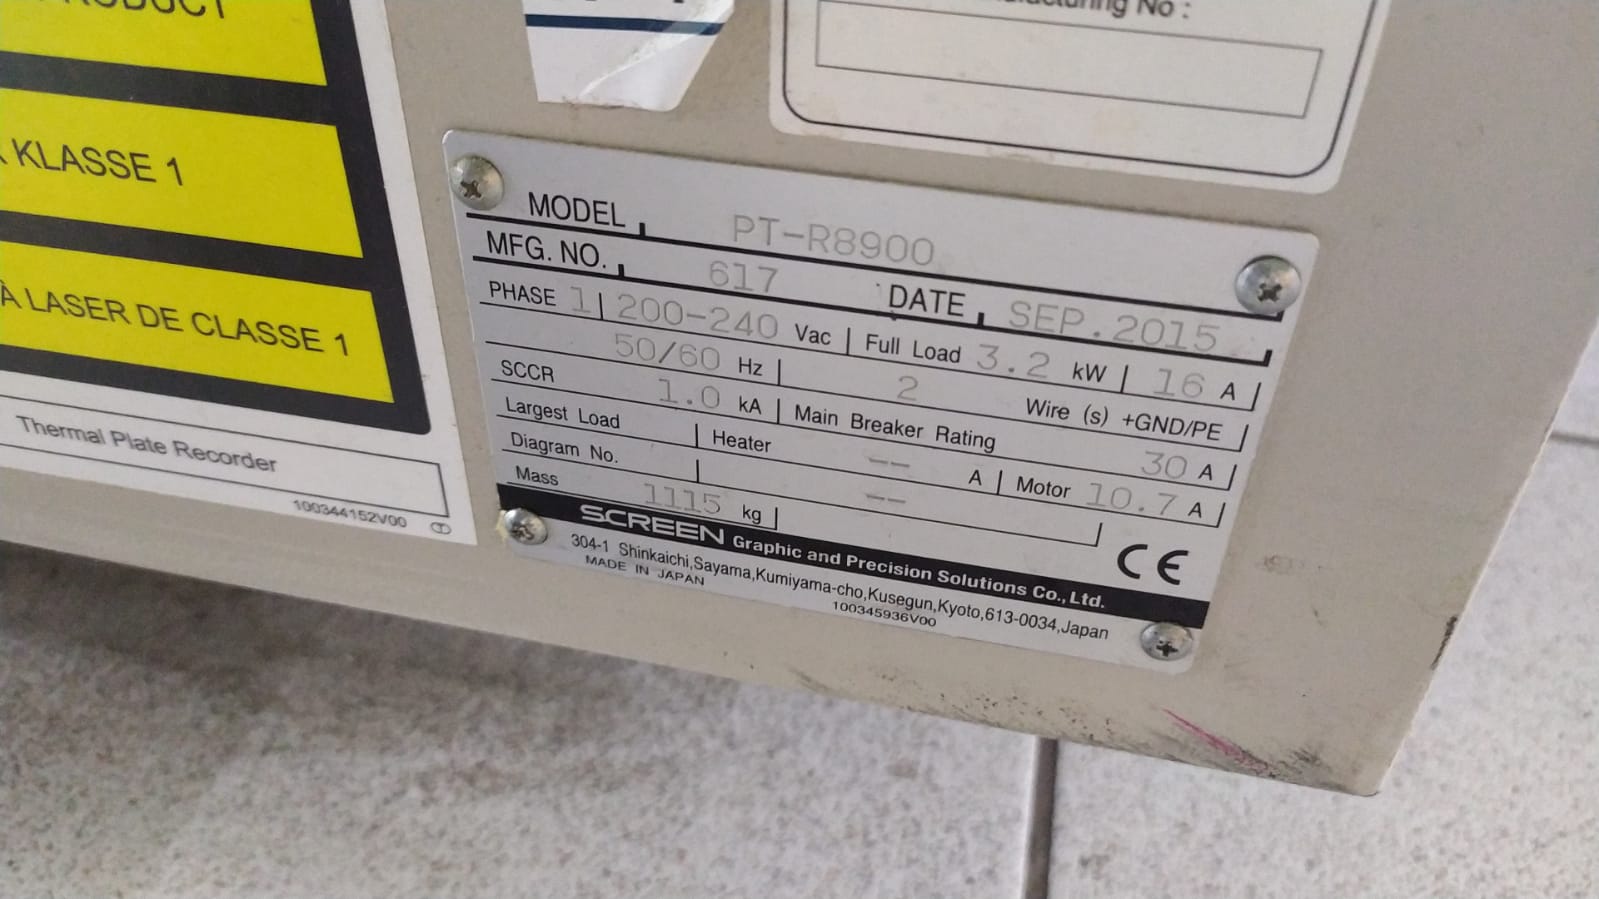 PRODUCT
KLASSE 1
À LASER DE CLASSE 1
Thermal Plate Recorder
100344152V00
No :
MODEL PT-R8900
MFG. NO. 617 DATE SEP.2015
PHASE 1 200-240 Vac Full Load 3.2 kW 16 A
50/60 Hz 2 Wire (s) +GND/PE
SCCR 1.0 kA Main Breaker Rating 30 A
Largest Load Heater -- A Motor 10.7 A
Diagram No. --
Mass 1115 kg
CE
SCREEN Graphic and Precision Solutions Co., Ltd.
304-1 Shinkaichi,Sayama,Kumiyama-cho,Kusegun,Kyoto,613-0034,Japan
MADE IN JAPAN 100345936V00